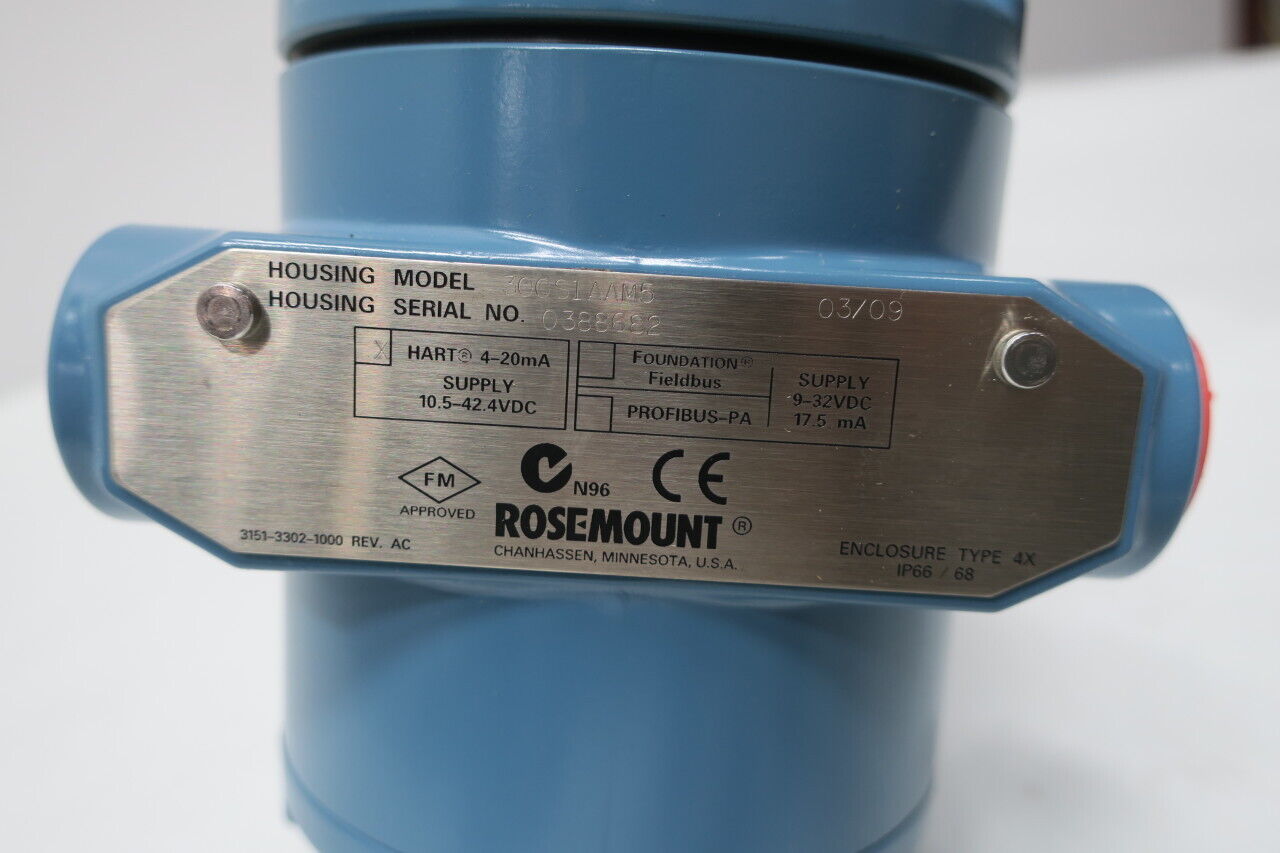 HOUSING MODEL 300S1AAM5 03/09
HOUSING SERIAL NO. 0388682
X HART® 4-20mA
SUPPLY
10.5-42.4VDC
FOUNDATION®
Fieldbus
PROFIBUS-PA
SUPPLY
9-32VDC
17.5 mA
FM
APPROVED
N96
CE
ROSEMOUNT®
CHANHASSEN, MINNESOTA, U.S.A.
3151-3302-1000 REV. AC
ENCLOSURE TYPE 4X
IP66 / 68